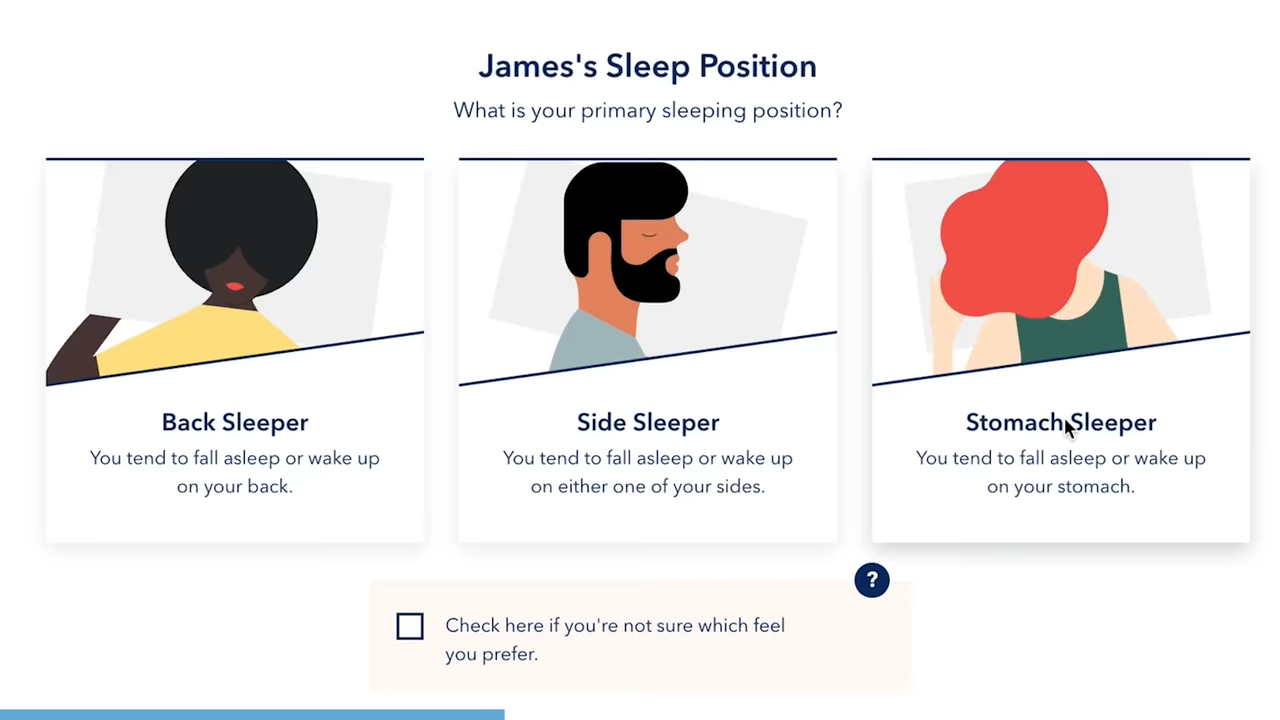 James's Sleep Position
What is your primary sleeping position?
Back Sleeper
You tend to fall asleep or wake up
on your back.
Side Sleeper
You tend to fall asleep or wake up
on either one of your sides.
Stomach Sleeper
You tend to fall asleep or wake up
on your stomach.
?
Check here if you're not sure which feel
you prefer.